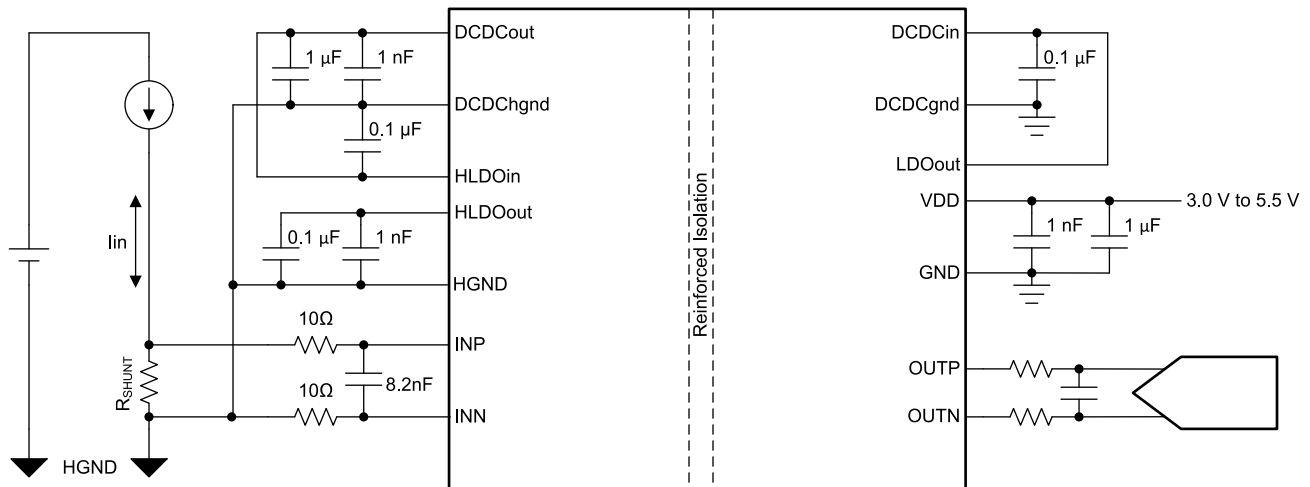 DCDCout
1 µF
1 nF
DCDChgnd
0.1 µF
HLDOin
HLDOout
0.1 µF
1 nF
HGND
Iin
10Ω
INP
8.2nF
10Ω
INN
RSHUNT
HGND
Reinforced Isolation
DCDCin
0.1 µF
DCDCgnd
LDOout
VDD
3.0 V to 5.5 V
1 nF
1 µF
GND
OUTP
OUTN